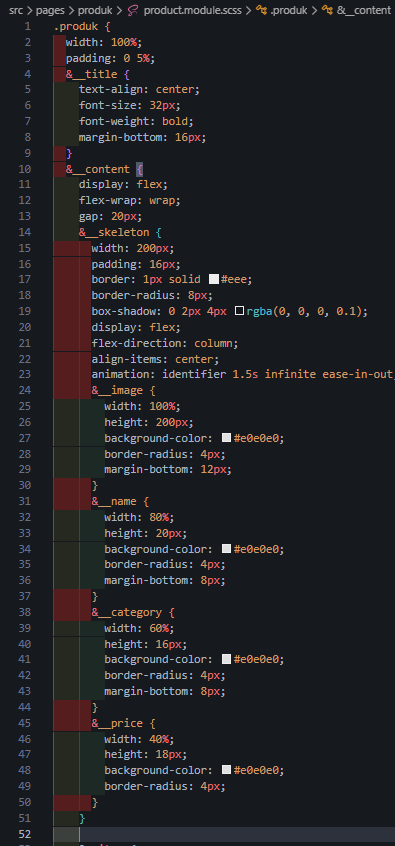 src > pages > produk > product.module.scss > .produk > &__content
1 .produk {
2 width: 100%;
3 padding: 0 5%;
4 &__title {
5 text-align: center;
6 font-size: 32px;
7 font-weight: bold;
8 margin-bottom: 16px;
9 }
10 &__content {
11 display: flex;
12 flex-wrap: wrap;
13 gap: 20px;
14 &__skeleton {
15 width: 200px;
16 padding: 16px;
17 border: 1px solid #eee;
18 border-radius: 8px;
19 box-shadow: 0 2px 4px rgba(0, 0, 0, 0.1);
20 display: flex;
21 flex-direction: column;
22 align-items: center;
23 animation: identifier 1.5s infinite ease-in-out
24 &__image {
25 width: 100%;
26 height: 200px;
27 background-color: #e0e0e0;
28 border-radius: 4px;
29 margin-bottom: 12px;
30 }
31 &__name {
32 width: 80%;
33 height: 20px;
34 background-color: #e0e0e0;
35 border-radius: 4px;
36 margin-bottom: 8px;
37 }
38 &__category {
39 width: 60%;
40 height: 16px;
41 background-color: #e0e0e0;
42 border-radius: 4px;
43 margin-bottom: 8px;
44 }
45 &__price {
46 width: 40%;
47 height: 18px;
48 background-color: #e0e0e0;
49 border-radius: 4px;
50 }
51 }
52